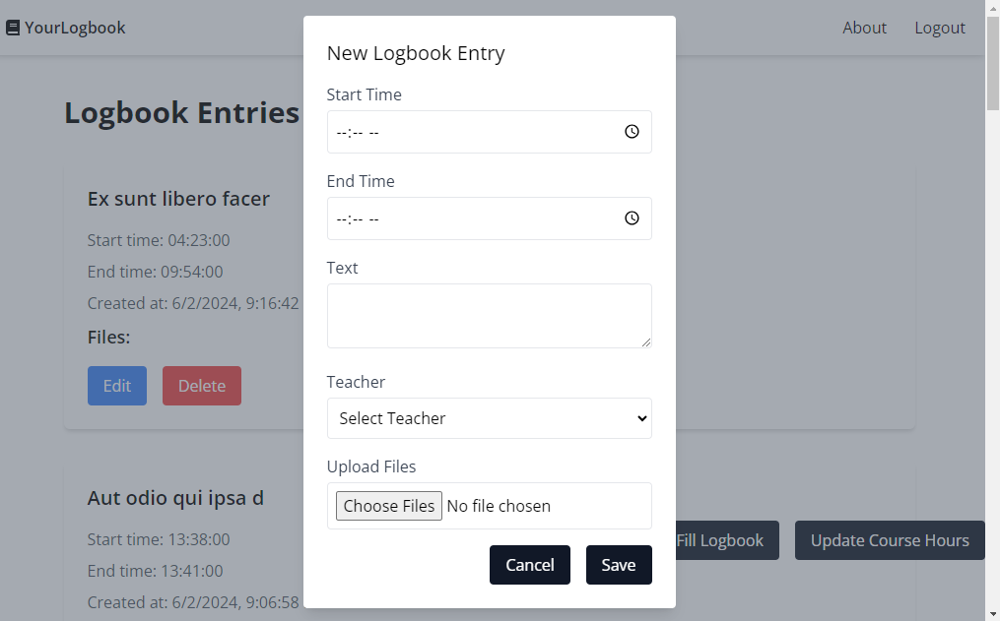 YourLogbook
About
Logout
Logbook Entries
Ex sunt libero facer
Start time: 04:23:00
End time: 09:54:00
Created at: 6/2/2024, 9:16:42
Files:
Edit
Delete
Aut odio qui ipsa d
Start time: 13:38:00
End time: 13:41:00
Created at: 6/2/2024, 9:06:58
Fill Logbook
Update Course Hours
New Logbook Entry
Start Time
--:-- --
End Time
--:-- --
Text
Teacher
Select Teacher
Upload Files
Choose Files No file chosen
Cancel
Save